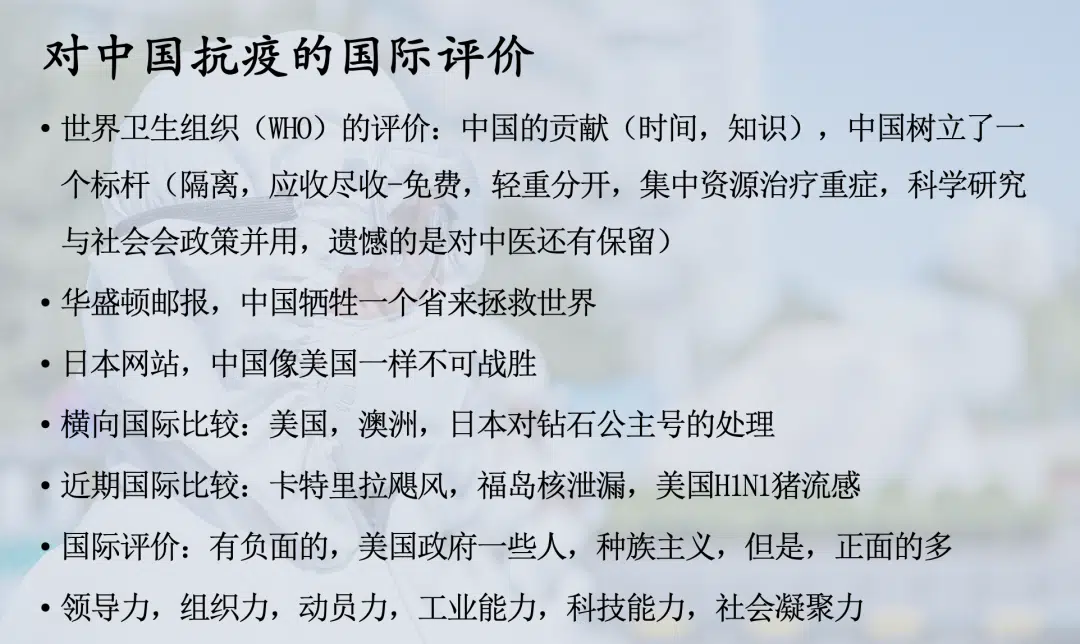 对中国抗疫的国际评价
• 世界卫生组织（WHO）的评价：中国的贡献（时间，知识），中国树立了一
个标杆（隔离，应收尽收-免费，轻重分开，集中资源治疗重症，科学研究
与社会会政策并用，遗憾的是对中医还有保留）
• 华盛顿邮报，中国牺牲一个省来拯救世界
• 日本网站，中国像美国一样不可战胜
• 横向国际比较：美国，澳洲，日本对钻石公主号的处理
• 近期国际比较：卡特里拉飓风，福岛核泄漏，美国H1N1猪流感
• 国际评价：有负面的，美国政府一些人，种族主义，但是，正面的多
• 领导力，组织力，动员力，工业能力，科技能力，社会凝聚力